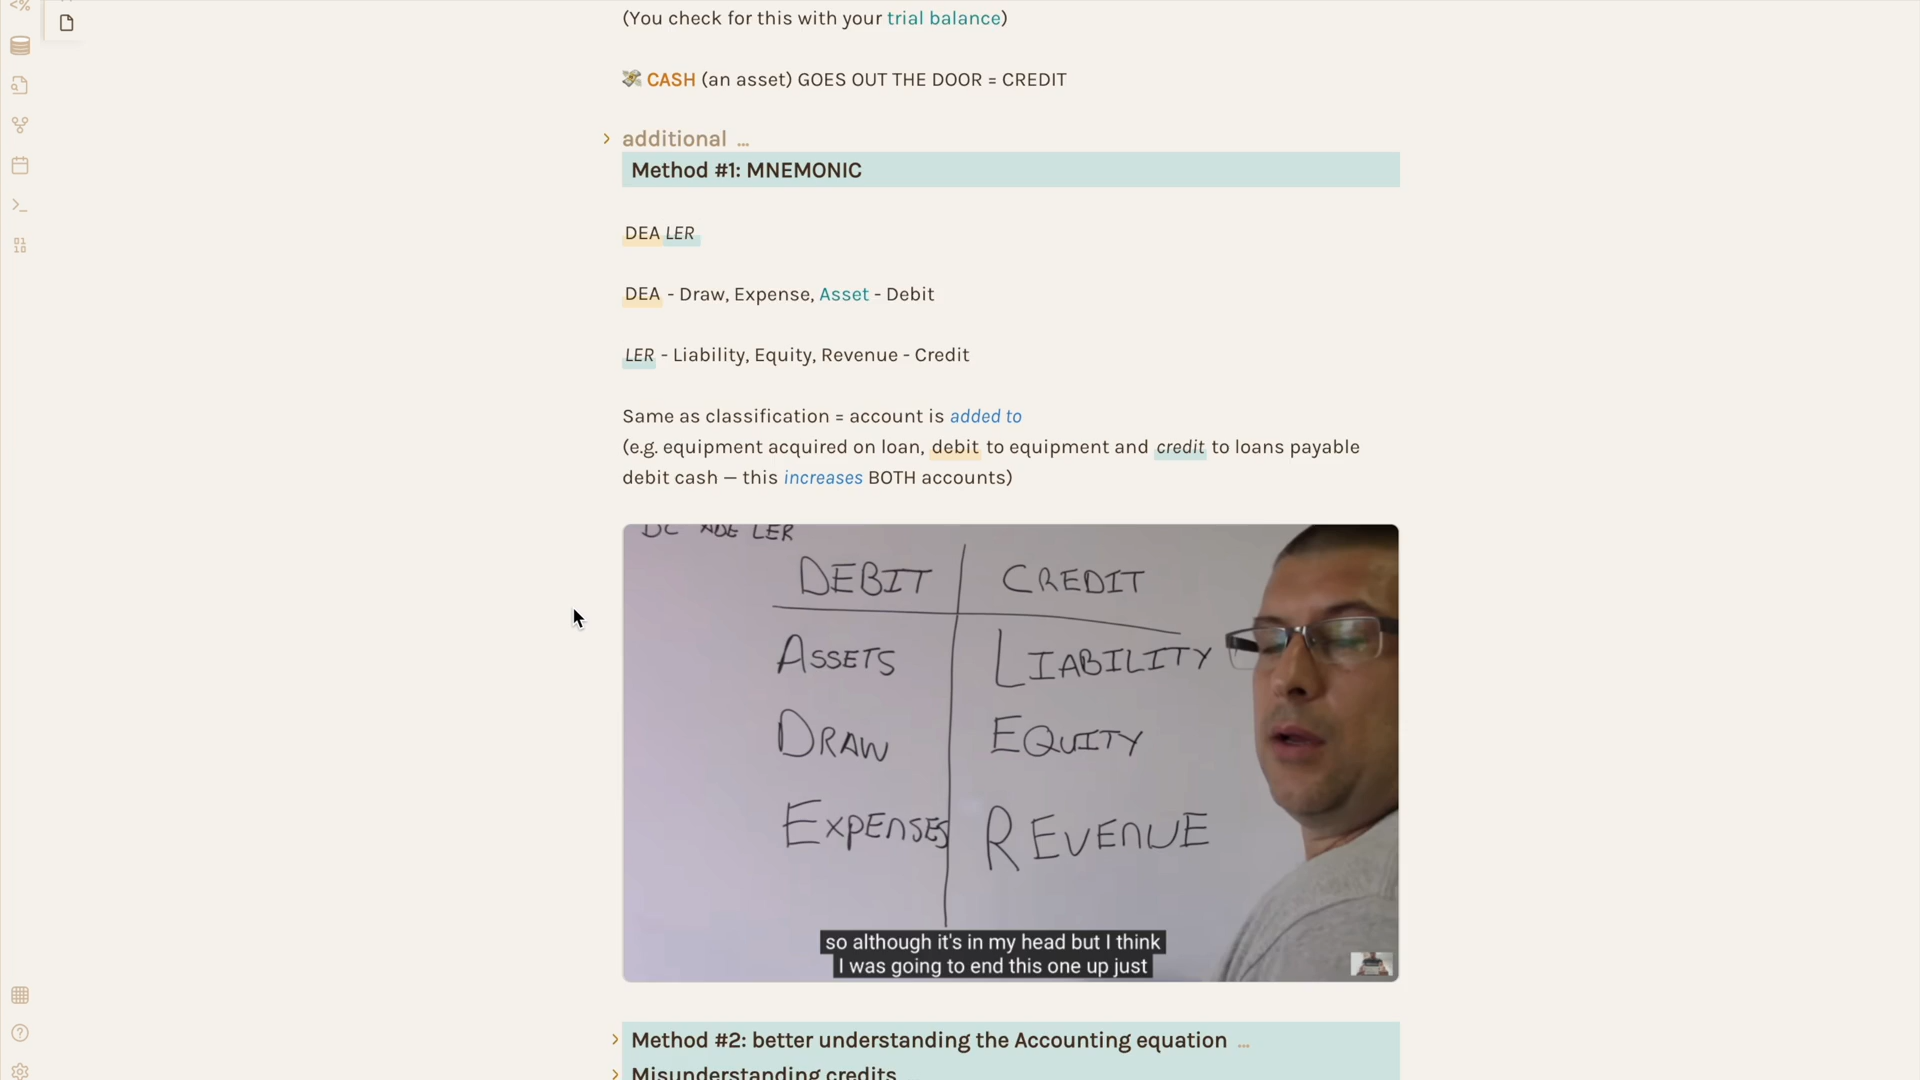 (You check for this with your trial balance)
💸 CASH (an asset) GOES OUT THE DOOR = CREDIT
additional ...
Method #1: MNEMONIC
DEA LER
DEA - Draw, Expense, Asset - Debit
LER - Liability, Equity, Revenue - Credit
Same as classification = account is added to
(e.g. equipment acquired on loan, debit to equipment and credit to loans payable
debit cash — this increases BOTH accounts)
DC ADE LER
DEBIT CREDIT
ASSETS LIABILITY
DRAW EQUITY
EXPENSES REVENUE
so although it's in my head but I think
I was going to end this one up just
Method #2: better understanding the Accounting equation ...
Misunderstanding credits